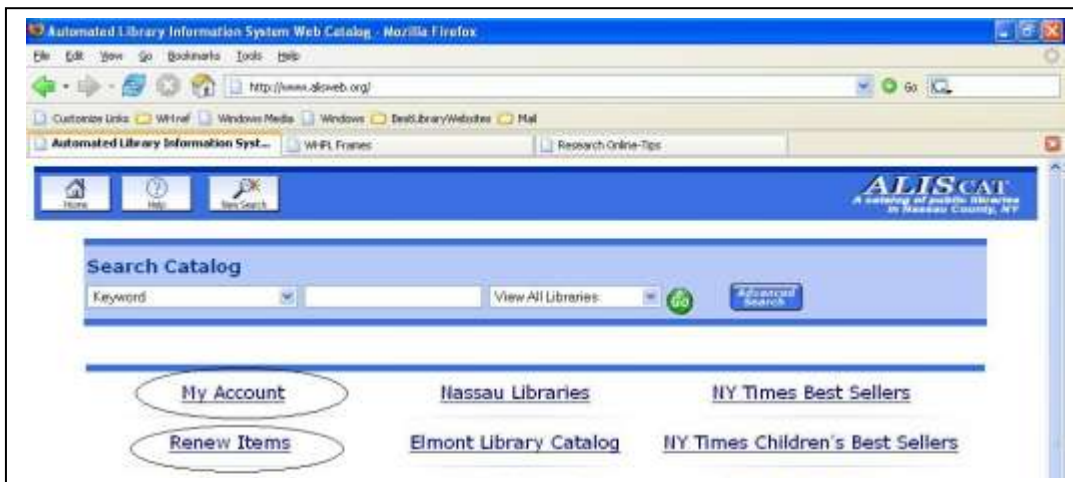 Automated Library Information System Web Catalog - Mozilla Firefox
File Edit View Go Bookmarks Tools Help
http://www.alisweb.org/ Go
Customize Links WHref Windows Media Windows BestLibraryWebsites Mail
Automated Library Information Syst... WHPL Frames Research Online-Tips
Home Help New Search
ALISCAT
A catalog of public libraries
in Nassau County, NY
Search Catalog
Keyword View All Libraries Go Advanced Search
My Account Nassau Libraries NY Times Best Sellers
Renew Items Elmont Library Catalog NY Times Children's Best Sellers